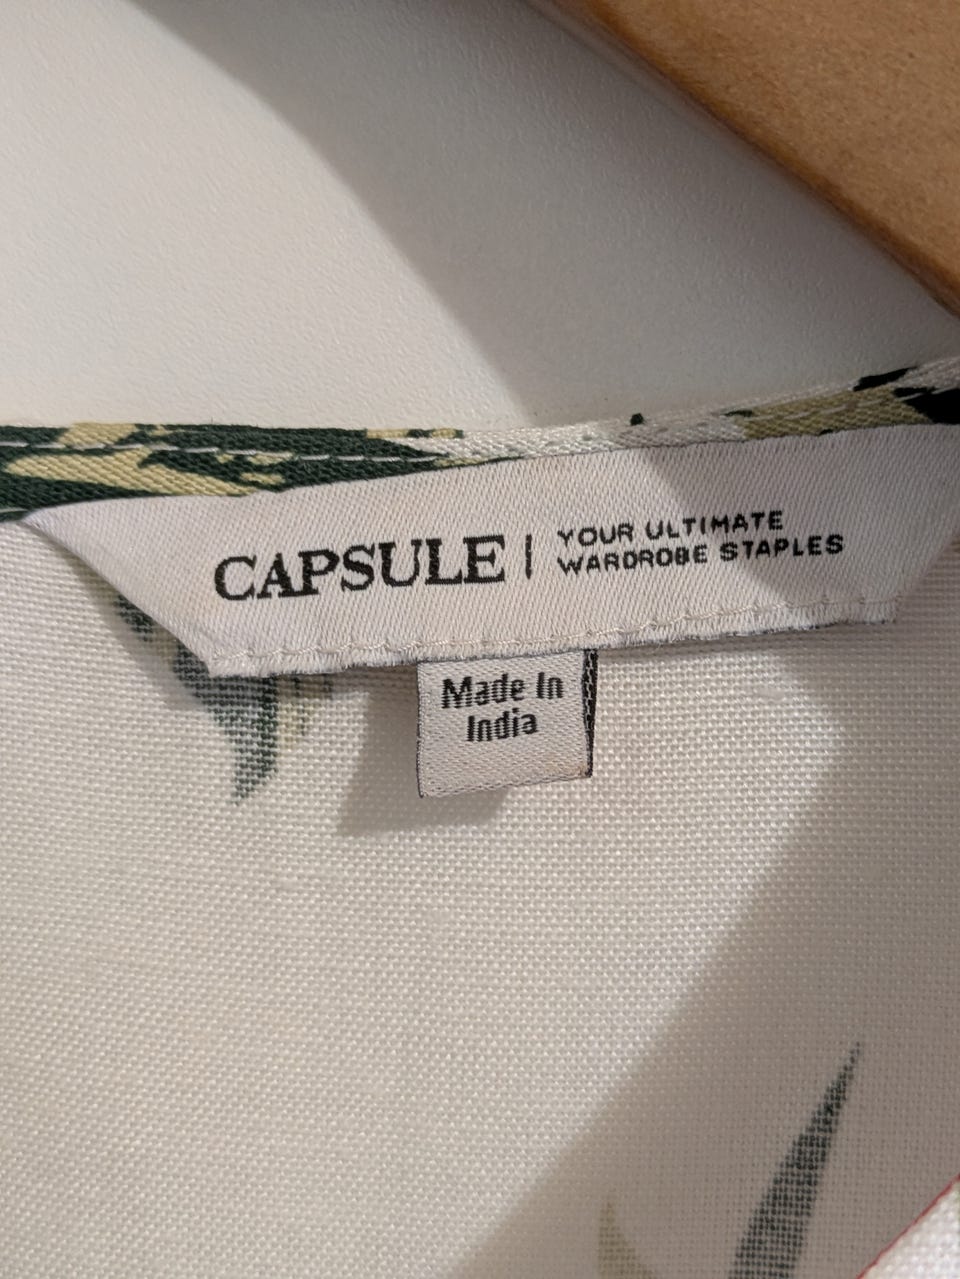 CAPSULE | YOUR ULTIMATE
WARDROBE STAPLES
Made In
India